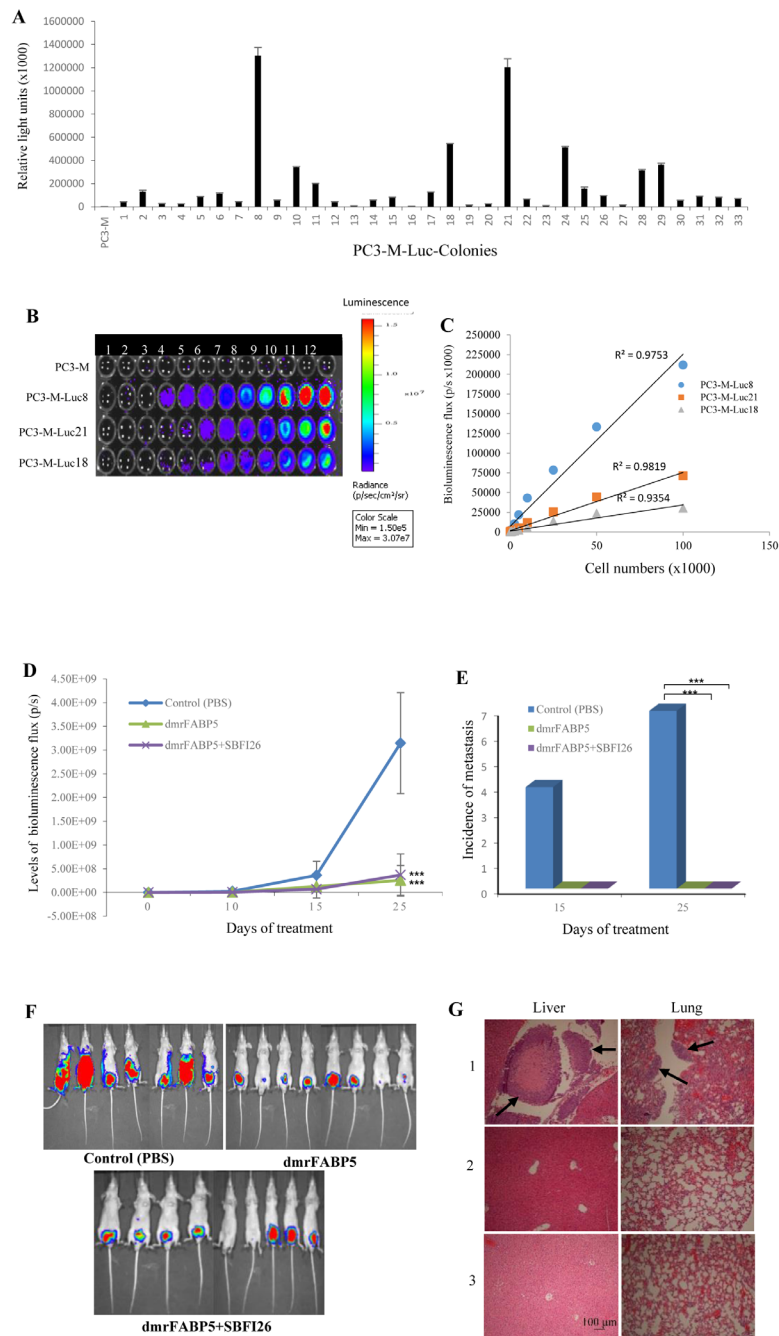 A
Relative light units (x1000)
1600000
1400000
1200000
1000000
800000
600000
400000
200000
0
PC3-M 1 2 3 4 5 6 7 8 9 10 11 12 13 14 15 16 17 18 19 20 21 22 23 24 25 26 27 28 29 30 31 32 33
PC3-M-Luc-Colonies
B
1 2 3 4 5 6 7 8 9 10 11 12
PC3-M
PC3-M-Luc8
PC3-M-Luc21
PC3-M-Luc18
Luminescence
1.5
1.0
x10⁷
0.5
Radiance
(p/sec/cm²/sr)
Color Scale
Min = 1.50e5
Max = 3.07e7
C
Bioluminescence flux (p/s x1000)
250000
225000
200000
175000
150000
125000
100000
75000
50000
25000
0
R² = 0.9753
R² = 0.9819
R² = 0.9354
PC3-M-Luc8
PC3-M-Luc21
PC3-M-Luc18
0 50 100 150
Cell numbers (x1000)
D
Levels of bioluminescence flux (p/s)
4.50E+09
4.00E+09
3.50E+09
3.00E+09
2.50E+09
2.00E+09
1.50E+09
1.00E+09
5.00E+08
0.00E+00
-5.00E+08
Control (PBS)
dmrFABP5
dmrFABP5+SBFI26
***
***
0 10 15 25
Days of treatment
E
Incidence of metastasis
7
6
5
4
3
2
1
0
Control (PBS)
dmrFABP5
dmrFABP5+SBFI26
***
***
15 25
Days of treatment
F
Control (PBS)
dmrFABP5
dmrFABP5+SBFI26
G
Liver Lung
1
2
3
100 µm